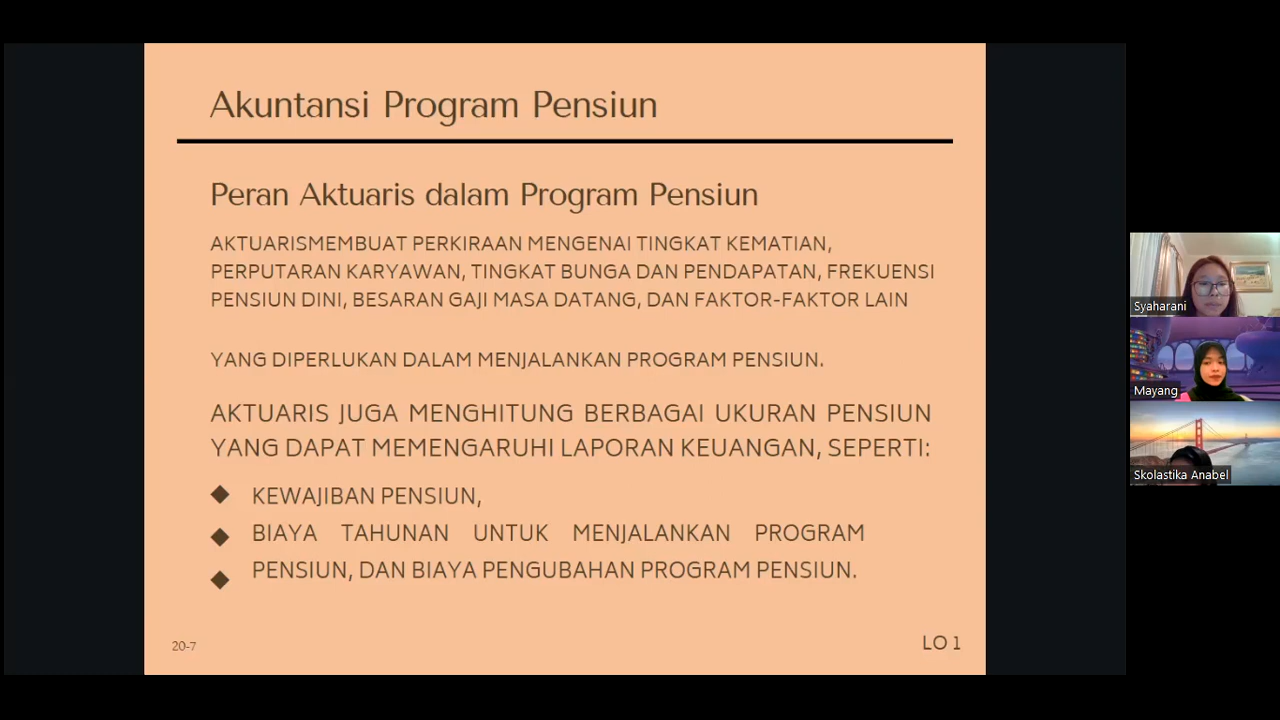 Akuntansi Program Pensiun
Peran Aktuaris dalam Program Pensiun
AKTUARISMEMBUAT PERKIRAAN MENGENAI TINGKAT KEMATIAN,
PERPUTARAN KARYAWAN, TINGKAT BUNGA DAN PENDAPATAN, FREKUENSI
PENSIUN DINI, BESARAN GAJI MASA DATANG, DAN FAKTOR-FAKTOR LAIN
YANG DIPERLUKAN DALAM MENJALANKAN PROGRAM PENSIUN.
AKTUARIS JUGA MENGHITUNG BERBAGAI UKURAN PENSIUN
YANG DAPAT MEMENGARUHI LAPORAN KEUANGAN, SEPERTI:
◆ KEWAJIBAN PENSIUN,
◆ BIAYA TAHUNAN UNTUK MENJALANKAN PROGRAM
◆ PENSIUN, DAN BIAYA PENGUBAHAN PROGRAM PENSIUN.
20-7
LO 1
Syaharani
Mayang
Skolastika Anabel